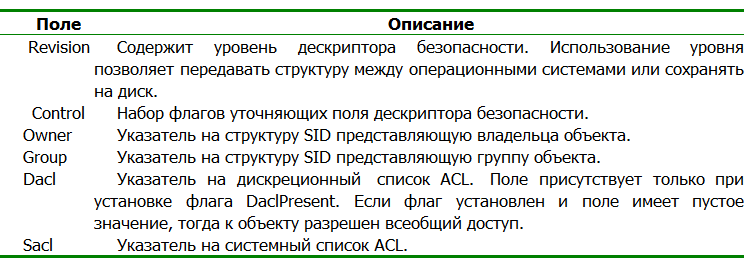 Поле Описание
Revision Содержит уровень дескриптора безопасности. Использование уровня
позволяет передавать структуру между операционными системами или сохранять
на диск.
Control Набор флагов уточняющих поля дескриптора безопасности.
Owner Указатель на структуру SID представляющую владельца объекта.
Group Указатель на структуру SID представляющую группу объекта.
Dacl Указатель на дискреционный список ACL. Поле присутствует только при
установке флага DaclPresent. Если флаг установлен и поле имеет пустое
значение, тогда к объекту разрешен всеобщий доступ.
Sacl Указатель на системный список ACL.